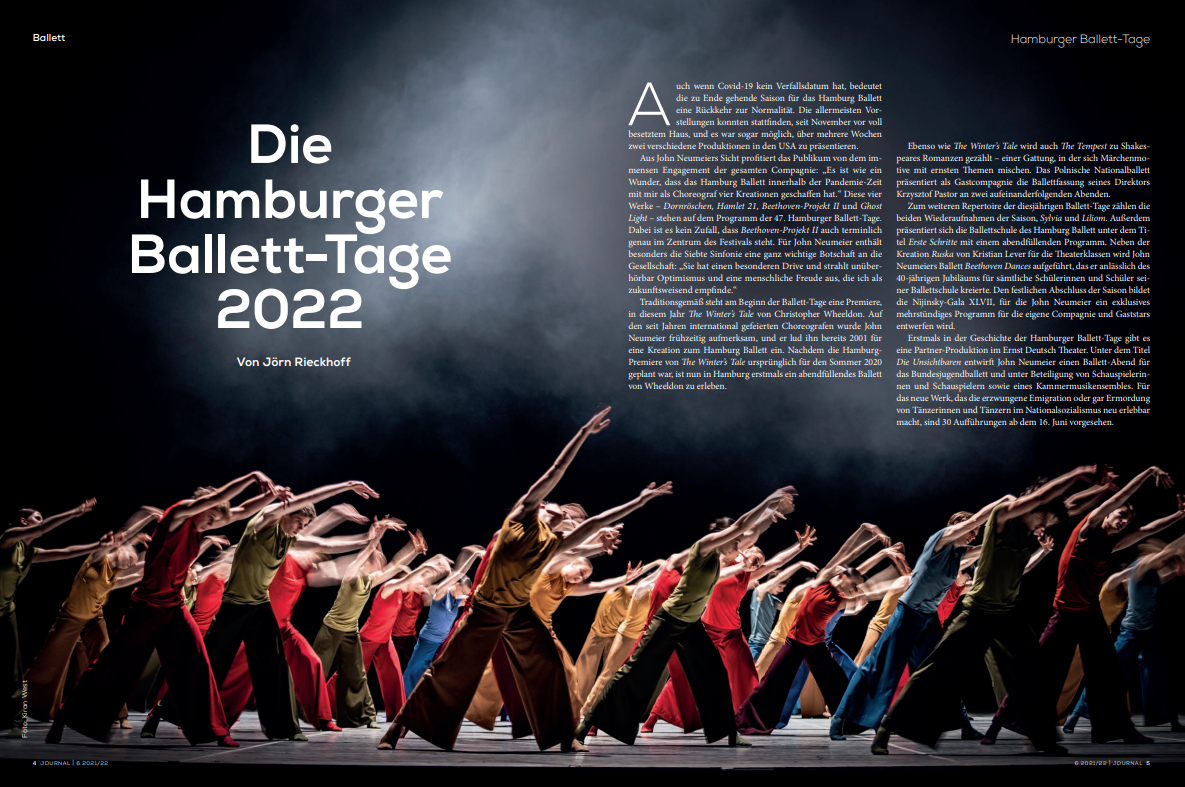 Ballett
Hamburger Ballett-Tage
Die
Hamburger
Ballett-Tage
2022
Von Jörn Rieckhoff
Auch wenn Covid-19 kein Verfallsdatum hat, bedeutet
die zu Ende gehende Saison für das Hamburg Ballett
eine Rückkehr zur Normalität. Die allermeisten Vor-
stellungen konnten stattfinden, seit November vor voll
besetztem Haus, und es war sogar möglich, über mehrere Wochen
zwei verschiedene Produktionen in den USA zu präsentieren.
Aus John Neumeiers Sicht profitiert das Publikum von dem im-
mensen Engagement der gesamten Compagnie: „Es ist wie ein
Wunder, dass das Hamburg Ballett innerhalb der Pandemie-Zeit
mit mir als Choreograf vier Kreationen geschaffen hat.“ Diese vier
Werke – Dornröschen, Hamlet 21, Beethoven-Projekt II und Ghost
Light – stehen auf dem Programm der 47. Hamburger Ballett-Tage.
Dabei ist es kein Zufall, dass Beethoven-Projekt II auch terminlich
genau im Zentrum des Festivals steht. Für John Neumeier enthält
besonders die Siebte Sinfonie eine ganz wichtige Botschaft an die
Gesellschaft: „Sie hat einen besonderen Drive und strahlt unüber-
hörbar Optimismus und eine menschliche Freude aus, die ich als
zukunftsweisend empfinde.“
Traditionsgemäß steht am Beginn der Ballett-Tage eine Premiere,
in diesem Jahr The Winter’s Tale von Christopher Wheeldon. Auf
den seit Jahren international gefeierten Choreografen wurde John
Neumeier frühzeitig aufmerksam, und er lud ihn bereits 2001 für
eine Kreation zum Hamburg Ballett ein. Nachdem die Hamburg-
Premiere von The Winter’s Tale ursprünglich für den Sommer 2020
geplant war, ist nun in Hamburg erstmals ein abendfüllendes Ballett
von Wheeldon zu erleben.
Ebenso wie The Winter’s Tale wird auch The Tempest zu Shakes-
peares Romanzen gezählt – einer Gattung, in der sich Märchenmo-
tive mit ernsten Themen mischen. Das Polnische Nationalballett
präsentiert als Gastcompagnie die Ballettfassung seines Direktors
Krzysztof Pastor an zwei aufeinanderfolgenden Abenden.
Zum weiteren Repertoire der diesjährigen Ballett-Tage zählen die
beiden Wiederaufnahmen der Saison, Sylvia und Liliom. Außerdem
präsentiert sich die Ballettschule des Hamburg Ballett unter dem Ti-
tel Erste Schritte mit einem abendfüllenden Programm. Neben der
Kreation Ruska von Kristian Lever für die Theaterklassen wird John
Neumeiers Ballett Beethoven Dances aufgeführt, das er anlässlich des
40-jährigen Jubiläums für sämtliche Schülerinnen und Schüler sei-
ner Ballettschule kreierte. Den festlichen Abschluss der Saison bildet
die Nijinsky-Gala XLVII, für die John Neumeier ein exklusives
mehrstündiges Programm für die eigene Compagnie und Gaststars
entwerfen wird.
Erstmals in der Geschichte der Hamburger Ballett-Tage gibt es
eine Partner-Produktion im Ernst Deutsch Theater. Unter dem Titel
Die Unsichtbaren entwirft John Neumeier einen Ballett-Abend für
das Bundesjugendballett und unter Beteiligung von Schauspielerin-
nen und Schauspielern sowie eines Kammermusikensembles. Für
das neue Werk, das die erzwungene Emigration oder gar Ermordung
von Tänzerinnen und Tänzern im Nationalsozialismus neu erlebbar
macht, sind 30 Aufführungen ab dem 16. Juni vorgesehen.
Foto: Kiran West
4 JOURNAL | 6.2021/22
6.2021/22 | JOURNAL 5